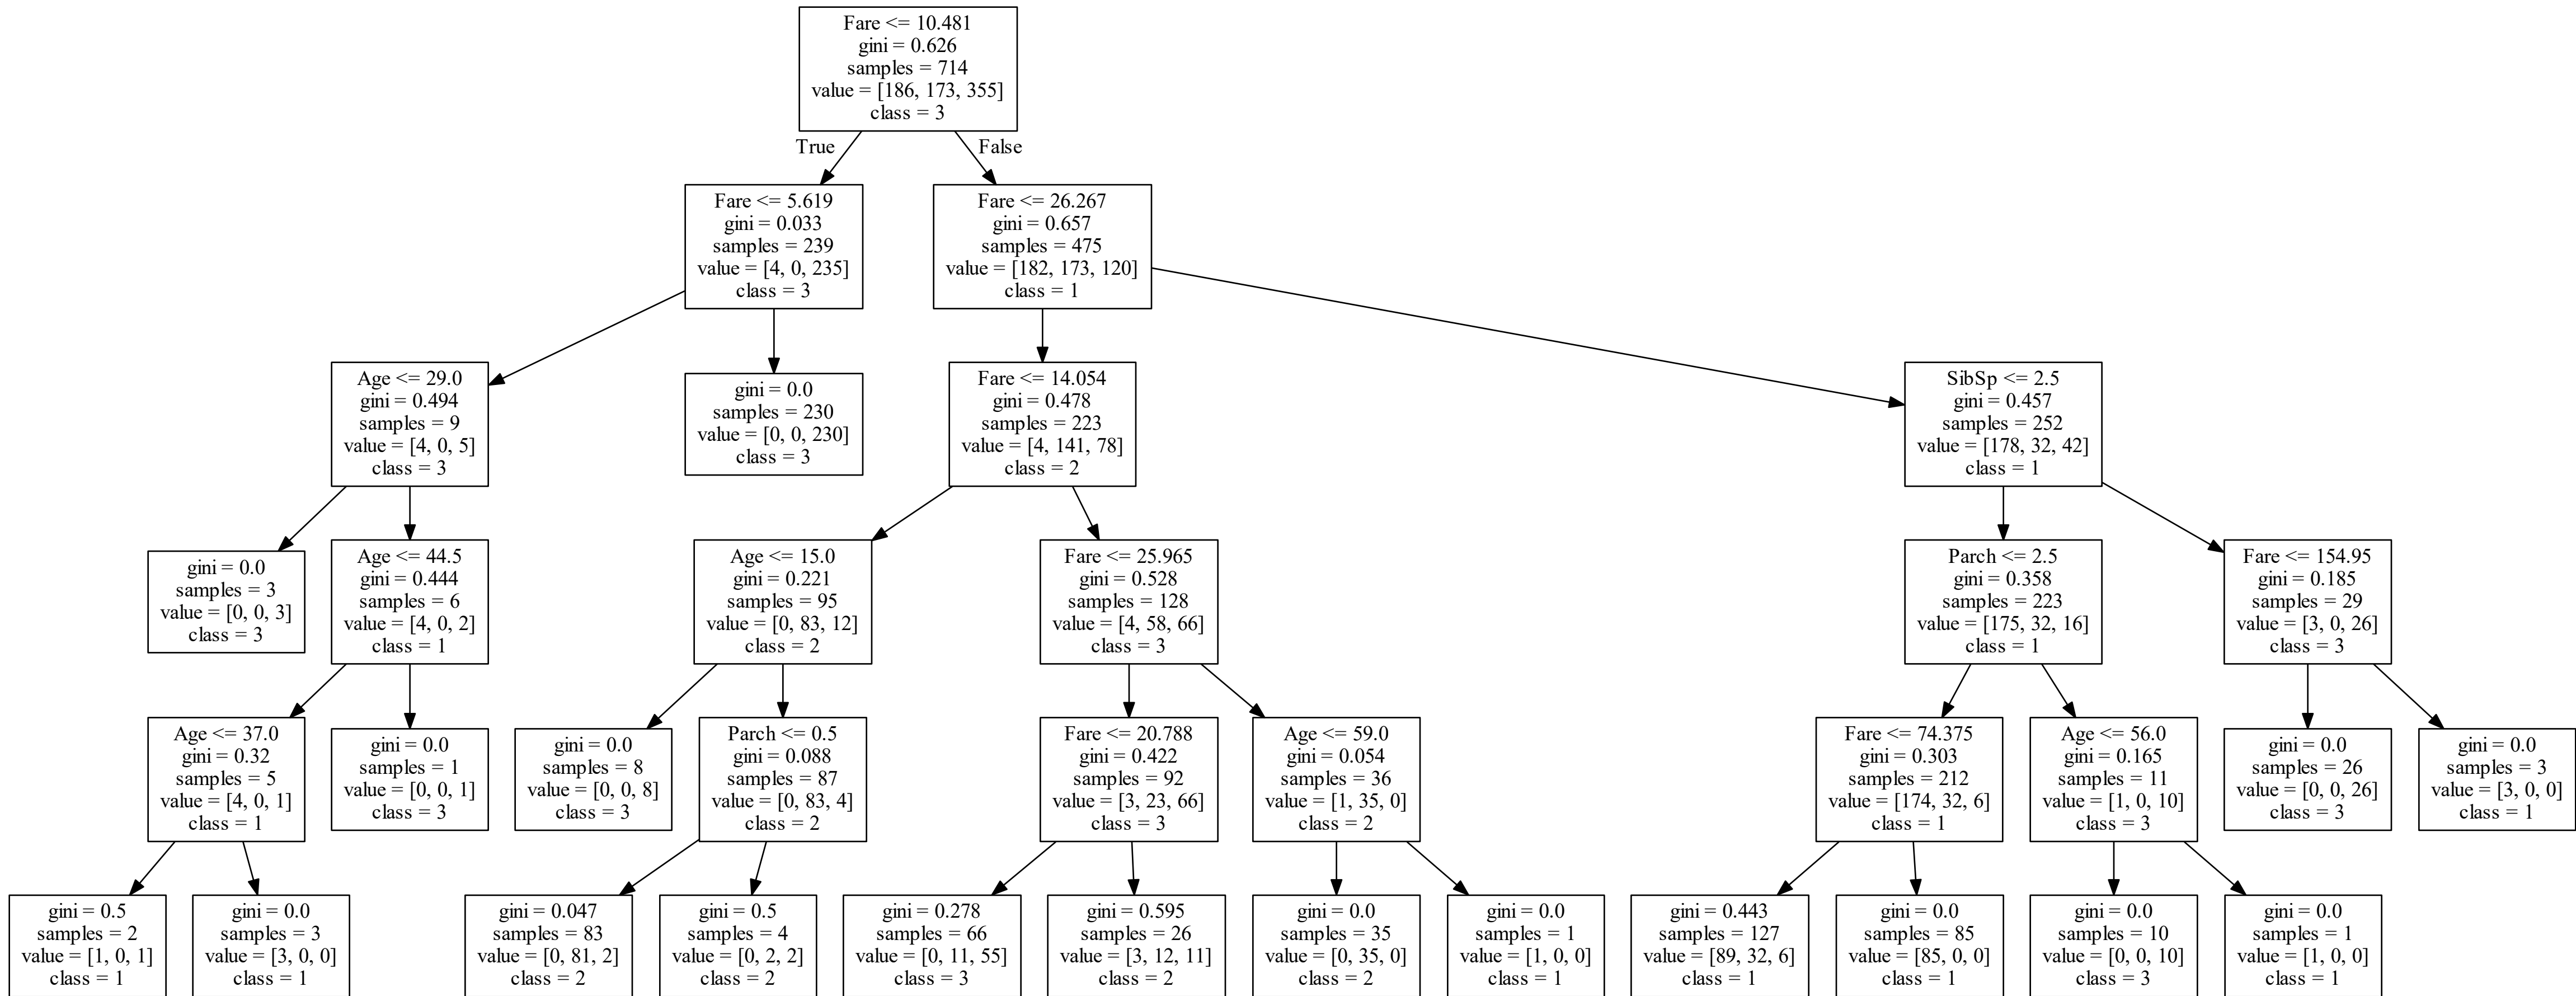 Fare <= 10.481
gini = 0.626
samples = 714
value = [186, 173, 355]
class = 3
True
False
Fare <= 5.619
gini = 0.033
samples = 239
value = [4, 0, 235]
class = 3
Fare <= 26.267
gini = 0.657
samples = 475
value = [182, 173, 120]
class = 1
Age <= 29.0
gini = 0.494
samples = 9
value = [4, 0, 5]
class = 3
gini = 0.0
samples = 230
value = [0, 0, 230]
class = 3
Fare <= 14.054
gini = 0.478
samples = 223
value = [4, 141, 78]
class = 2
SibSp <= 2.5
gini = 0.457
samples = 252
value = [178, 32, 42]
class = 1
gini = 0.0
samples = 3
value = [0, 0, 3]
class = 3
Age <= 44.5
gini = 0.444
samples = 6
value = [4, 0, 2]
class = 1
Age <= 15.0
gini = 0.221
samples = 95
value = [0, 83, 12]
class = 2
Fare <= 25.965
gini = 0.528
samples = 128
value = [4, 58, 66]
class = 3
Parch <= 2.5
gini = 0.358
samples = 223
value = [175, 32, 16]
class = 1
Fare <= 154.95
gini = 0.185
samples = 29
value = [3, 0, 26]
class = 3
Age <= 37.0
gini = 0.32
samples = 5
value = [4, 0, 1]
class = 1
gini = 0.0
samples = 1
value = [0, 0, 1]
class = 3
gini = 0.0
samples = 8
value = [0, 0, 8]
class = 3
Parch <= 0.5
gini = 0.088
samples = 87
value = [0, 83, 4]
class = 2
Fare <= 20.788
gini = 0.422
samples = 92
value = [3, 23, 66]
class = 3
Age <= 59.0
gini = 0.054
samples = 36
value = [1, 35, 0]
class = 2
Fare <= 74.375
gini = 0.303
samples = 212
value = [174, 32, 6]
class = 1
Age <= 56.0
gini = 0.165
samples = 11
value = [1, 0, 10]
class = 3
gini = 0.0
samples = 26
value = [0, 0, 26]
class = 3
gini = 0.0
samples = 3
value = [3, 0, 0]
class = 1
gini = 0.5
samples = 2
value = [1, 0, 1]
class = 1
gini = 0.0
samples = 3
value = [3, 0, 0]
class = 1
gini = 0.047
samples = 83
value = [0, 81, 2]
class = 2
gini = 0.5
samples = 4
value = [0, 2, 2]
class = 2
gini = 0.278
samples = 66
value = [0, 11, 55]
class = 3
gini = 0.595
samples = 26
value = [3, 12, 11]
class = 2
gini = 0.0
samples = 35
value = [0, 35, 0]
class = 2
gini = 0.0
samples = 1
value = [1, 0, 0]
class = 1
gini = 0.443
samples = 127
value = [89, 32, 6]
class = 1
gini = 0.0
samples = 85
value = [85, 0, 0]
class = 1
gini = 0.0
samples = 10
value = [0, 0, 10]
class = 3
gini = 0.0
samples = 1
value = [1, 0, 0]
class = 1